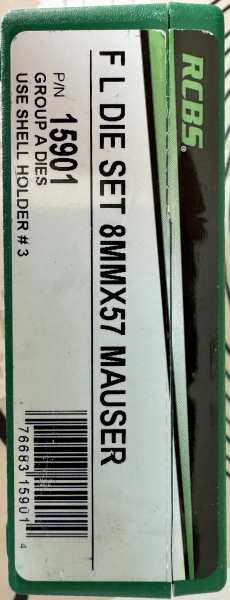 RCBS®
F L DIE SET 8MMX57 MAUSER
P/N 15901
GROUP A DIES
USE SHELL HOLDER # 3
76683 15901 4